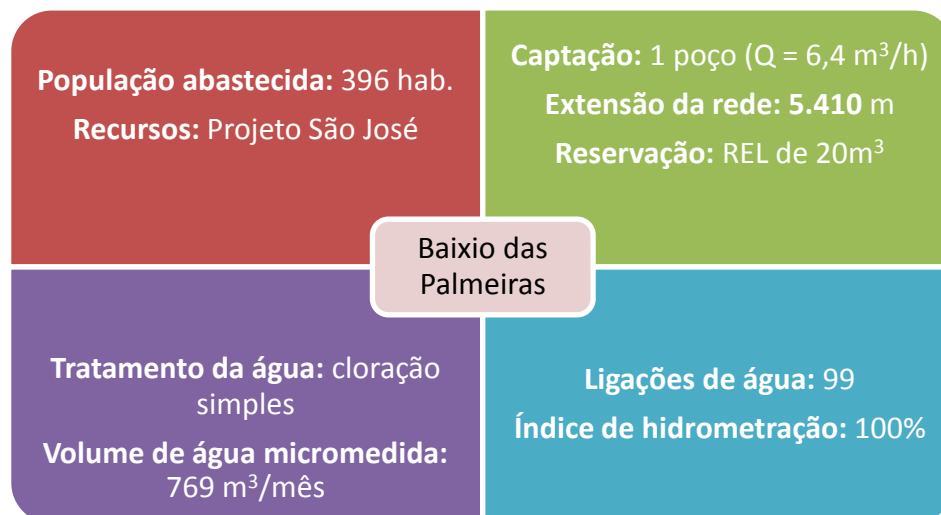 População abastecida: 396 hab.
Recursos: Projeto São José
Captação: 1 poço (Q = 6,4 m³/h)
Extensão da rede: 5.410 m
Reservação: REL de 20m³
Baixio das
Palmeiras
Tratamento da água: cloração
simples
Volume de água micromedida:
769 m³/mês
Ligações de água: 99
Índice de hidrometração: 100%